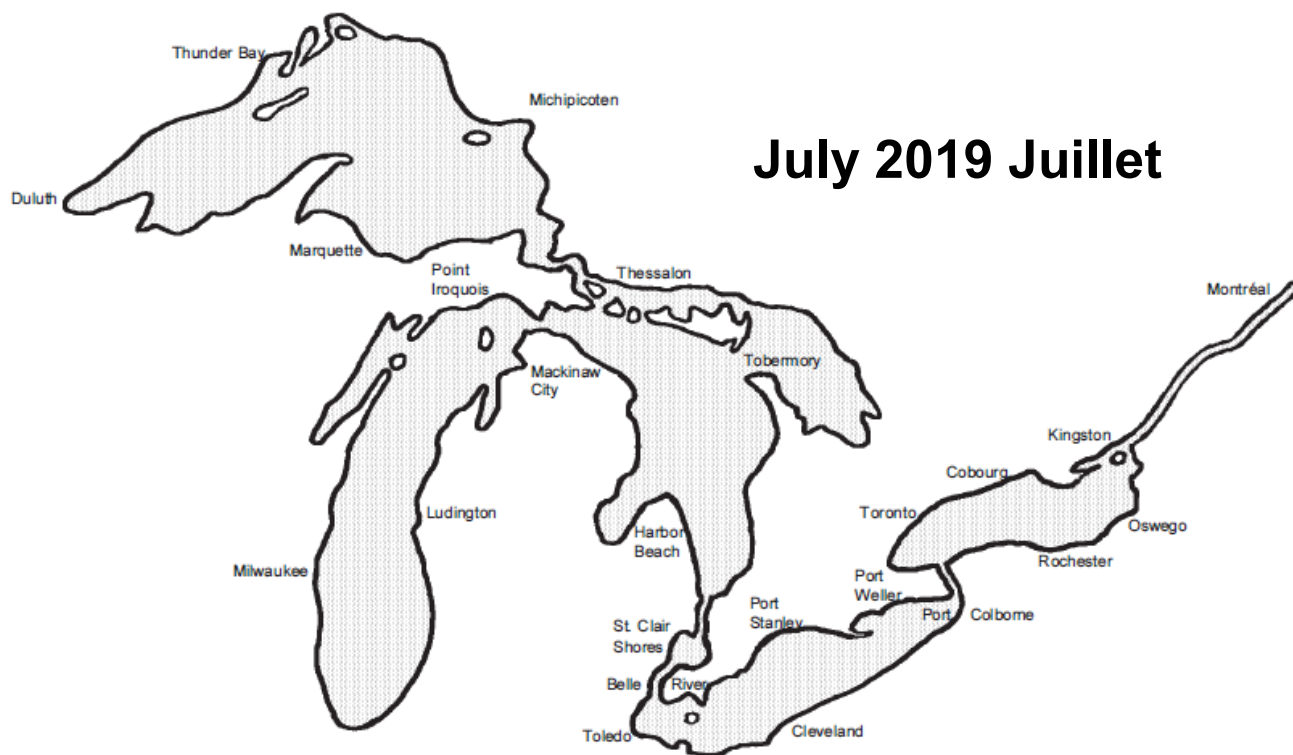 Thunder Bay
Michipicoten
July 2019 Juillet
Duluth
Marquette
Point
Iroquois
Thessalon
Montréal
Mackinaw
City
Tobermory
Kingston
Cobourg
Ludington
Toronto
Harbor
Beach
Oswego
Milwaukee
Rochester
Port
Weller
Port
Stanley
Port Colborne
St. Clair
Shores
Belle River
Toledo
Cleveland